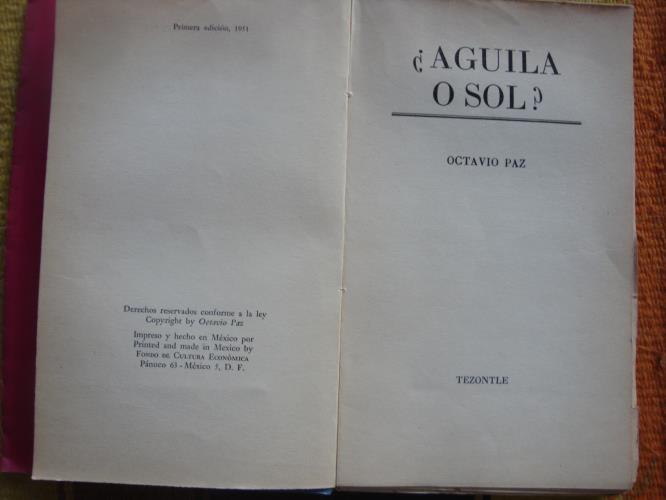 Primera edición, 1951
Derechos reservados conforme a la ley
Copyright by Octavio Paz
Impreso y hecho en México por
Printed and made in Mexico by
FONDO DE CULTURA ECONÓMICA
Pánuco 63 - México 5, D. F.
¿AGUILA
O SOL?
OCTAVIO PAZ
TEZONTLE